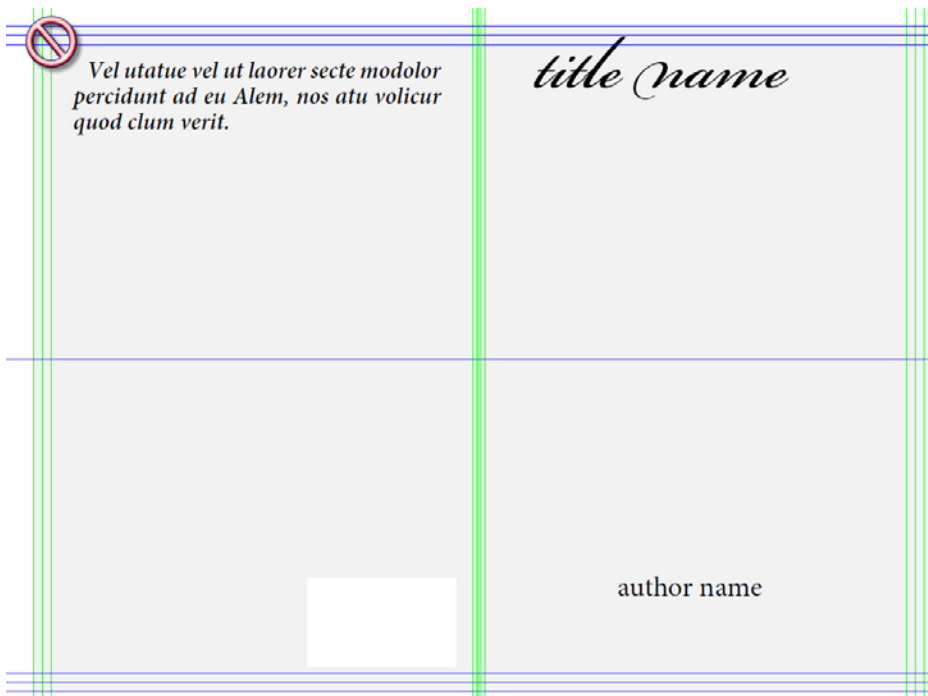 Vel utatue vel ut laorer secte modolor
percidunt ad eu Alem, nos atu volicur
quod clum verit.
title name
author name